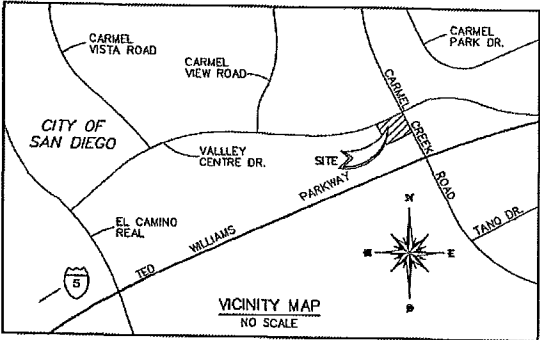 CARMEL
VISTA ROAD
CARMEL
VIEW ROAD
CARMEL
PARK DR.
CITY OF
SAN DIEGO
VALLLEY
CENTRE DR.
SITE
CARMEL
CREEK
ROAD
PARKWAY
WILLIAMS
TED
EL CAMINO
REAL
TANO DR.
5
N
E
VICINITY MAP
NO SCALE